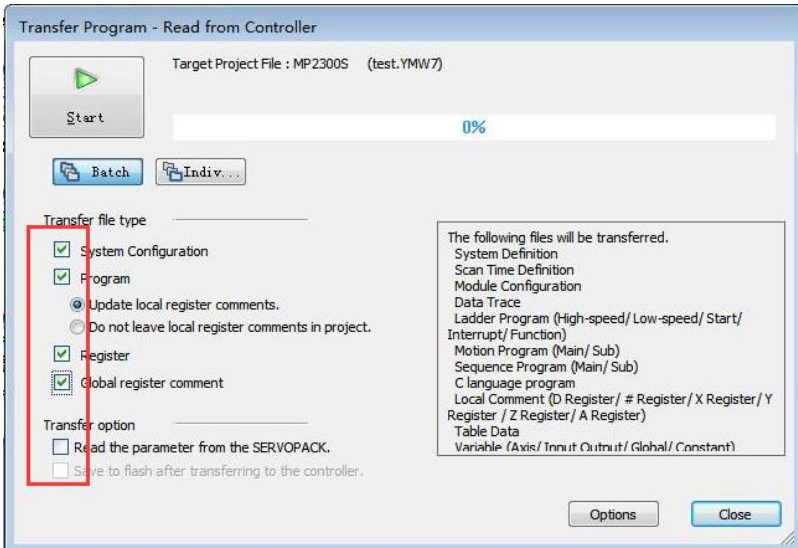 Transfer Program - Read from Controller
Target Project File : MP2300S (test.YMW7)
Start
0%
Batch
Indiv...
Transfer file type
System Configuration
Program
Update local register comments.
Do not leave local register comments in project.
Register
Global register comment
Transfer option
Read the parameter from the SERVOPACK.
Save to flash after transferring to the controller.
The following files will be transferred.
System Definition
Scan Time Definition
Module Configuration
Data Trace
Ladder Program (High-speed/ Low-speed/ Start/
Interrupt/ Function)
Motion Program (Main/ Sub)
Sequence Program (Main/ Sub)
C language program
Local Comment (D Register/ # Register/ X Register/ Y
Register / Z Register/ A Register)
Table Data
Variable (Axis/ Input Output/ Global/ Constant)
Options
Close